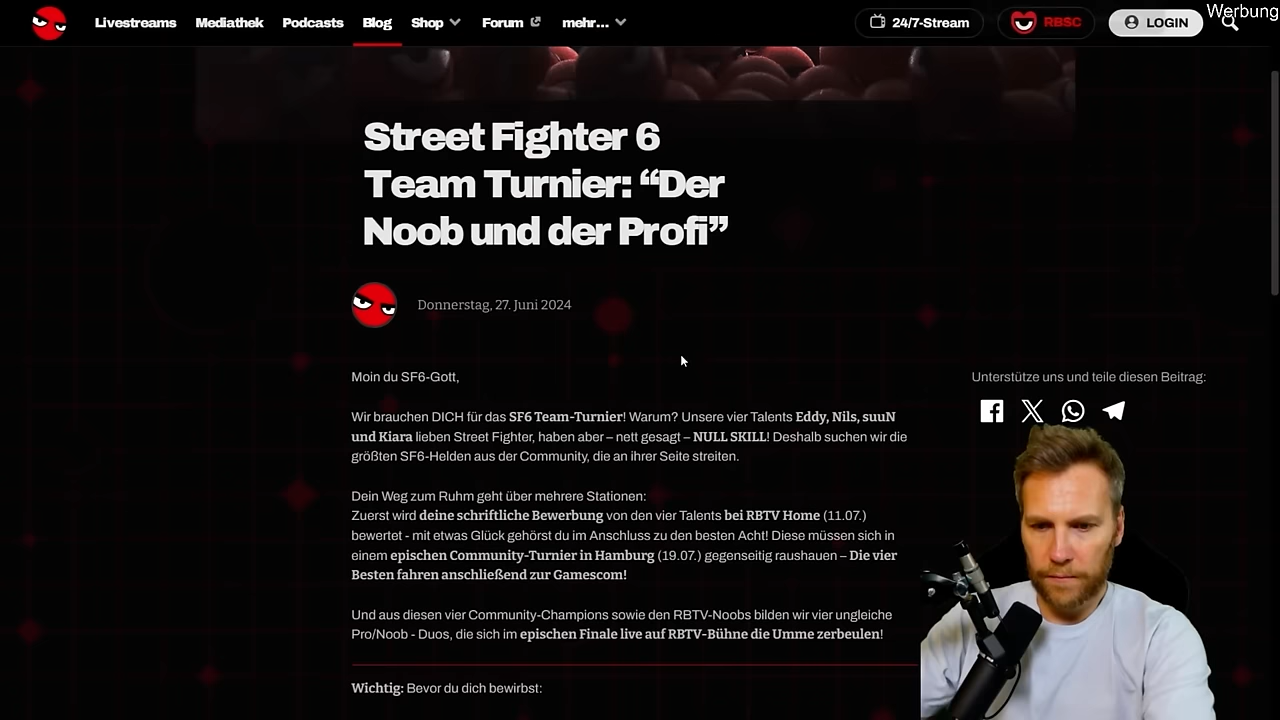 Livestreams Mediathek Podcasts Blog Shop Forum mehr... 24/7-Stream RBSC LOGIN Werbung
Street Fighter 6
Team Turnier: “Der
Noob und der Profi”
Donnerstag, 27. Juni 2024
Moin du SF6-Gott,
Unterstütze uns und teile diesen Beitrag:
Wir brauchen DICH für das SF6 Team-Turnier! Warum? Unsere vier Talents Eddy, Nils, suuN
und Kiara lieben Street Fighter, haben aber – nett gesagt – NULL SKILL! Deshalb suchen wir die
größten SF6-Helden aus der Community, die an ihrer Seite streiten.
Dein Weg zum Ruhm geht über mehrere Stationen:
Zuerst wird deine schriftliche Bewerbung von den vier Talents bei RBTV Home (11.07.)
bewertet - mit etwas Glück gehörst du im Anschluss zu den besten Acht! Diese müssen sich in
einem epischen Community-Turnier in Hamburg (19.07.) gegenseitig raushauen – Die vier
Besten fahren anschließend zur Gamescom!
Und aus diesen vier Community-Champions sowie den RBTV-Noobs bilden wir vier ungleiche
Pro/Noob - Duos, die sich im epischen Finale live auf RBTV-Bühne die Umme zerbeulen!
Wichtig: Bevor du dich bewirbst: